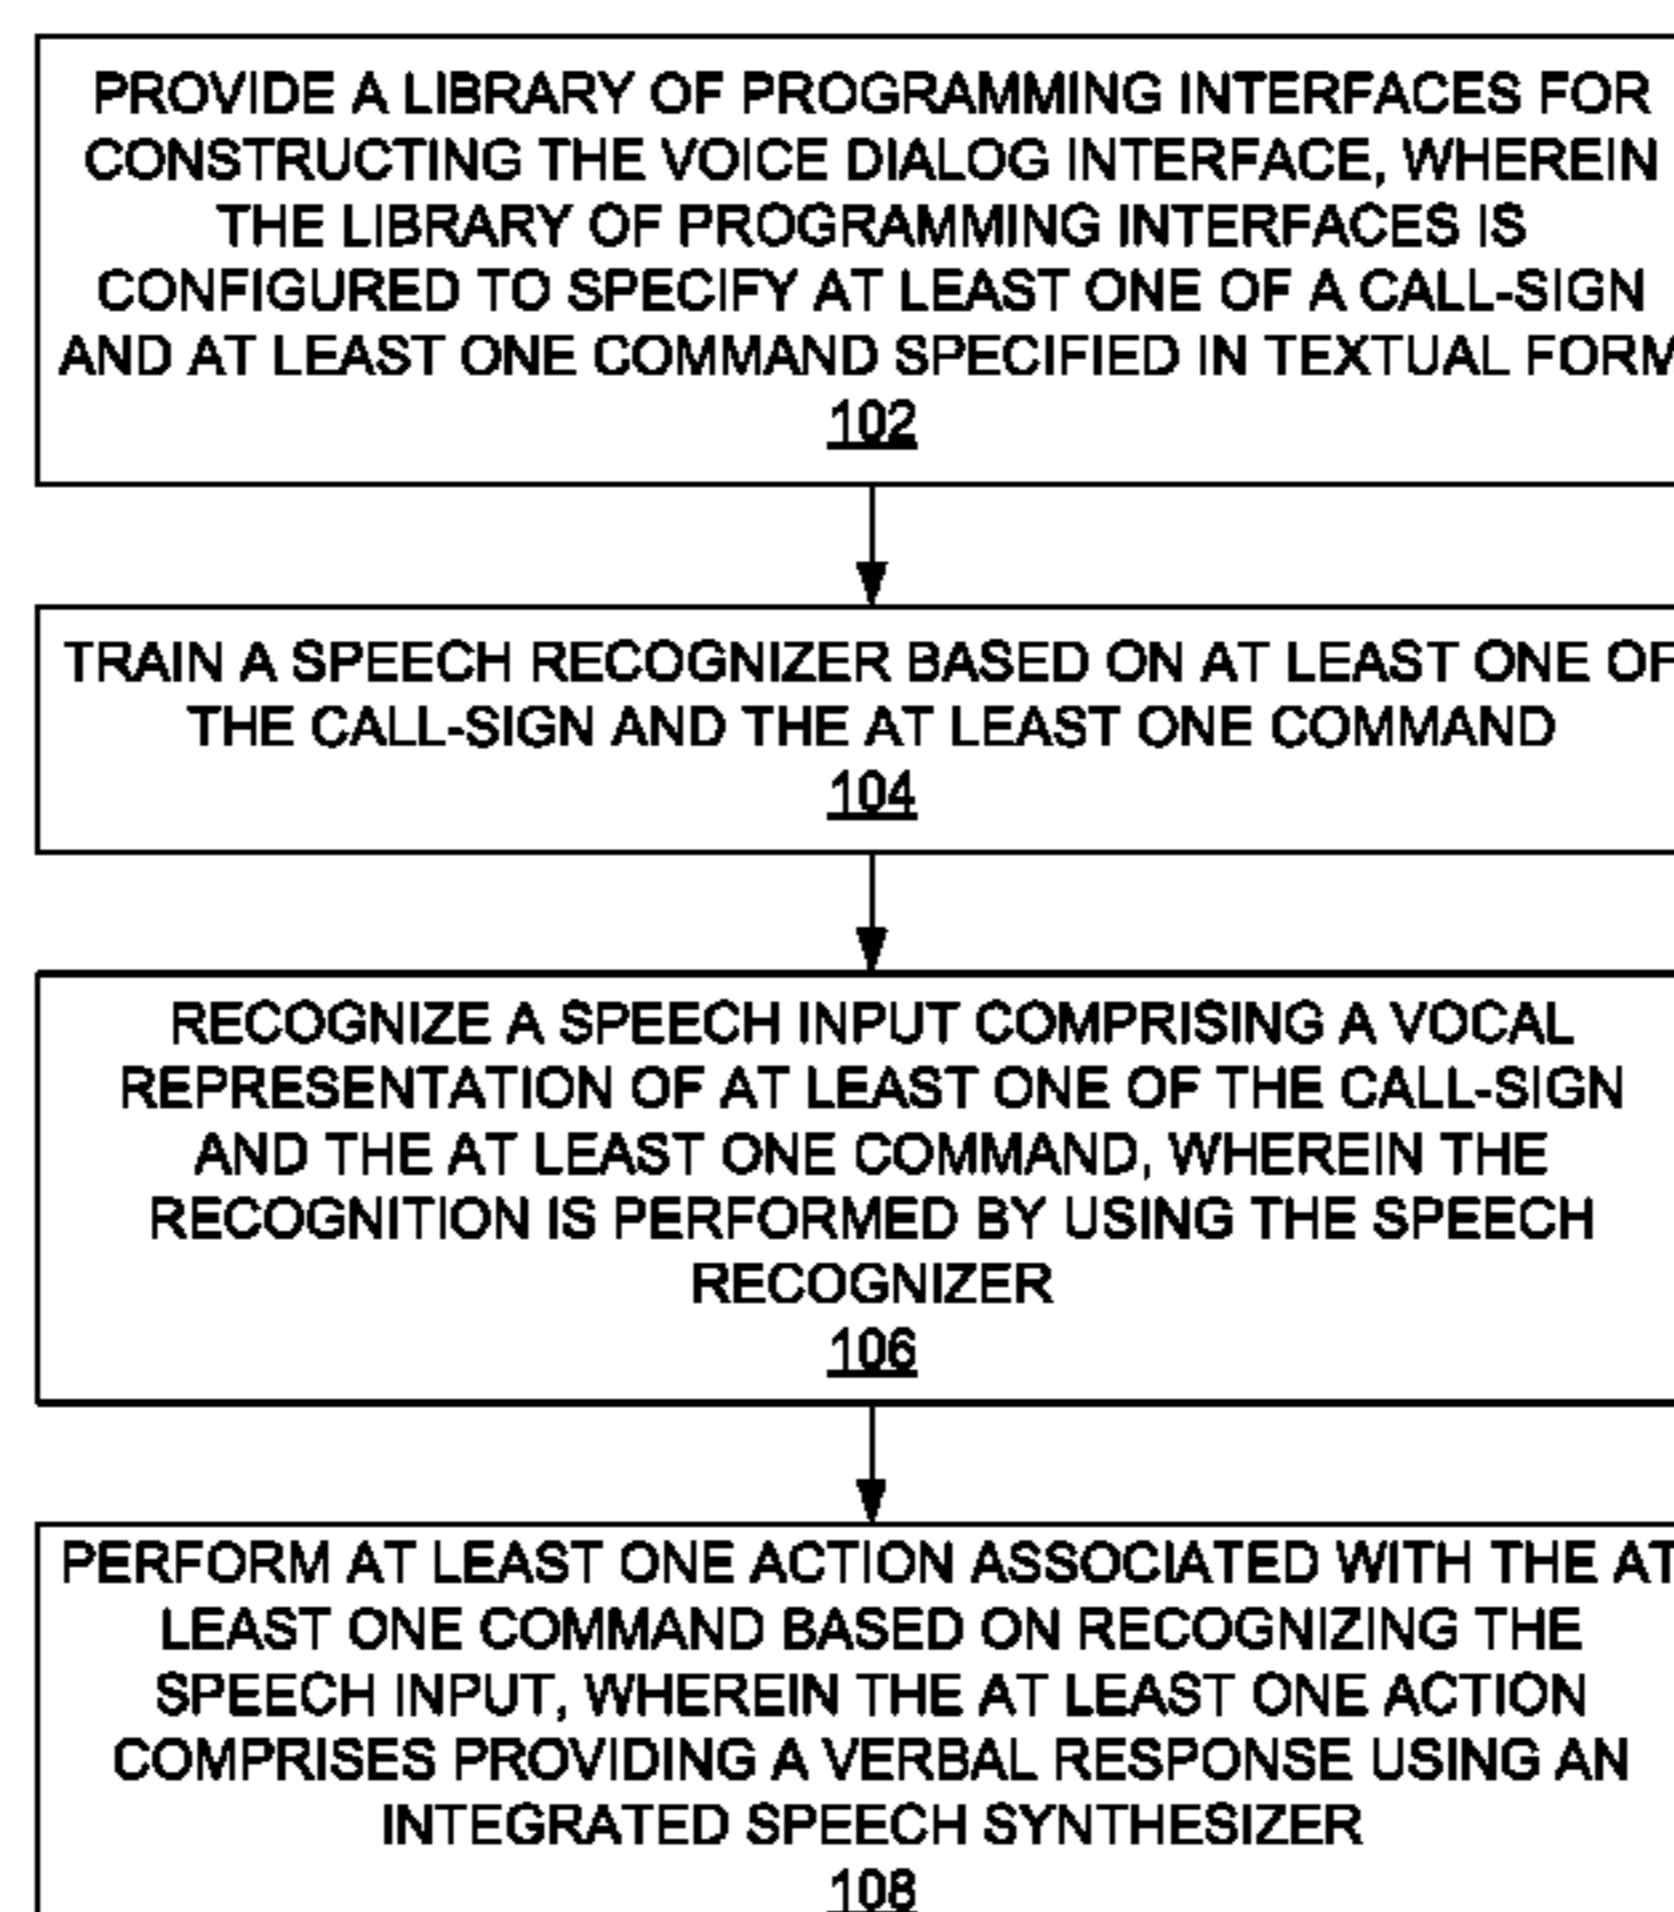 PROVIDE A LIBRARY OF PROGRAMMING INTERFACES FOR
CONSTRUCTING THE VOICE DIALOG INTERFACE, WHEREIN
THE LIBRARY OF PROGRAMMING INTERFACES IS
CONFIGURED TO SPECIFY AT LEAST ONE OF A CALL-SIGN
AND AT LEAST ONE COMMAND SPECIFIED IN TEXTUAL FORM
102
TRAIN A SPEECH RECOGNIZER BASED ON AT LEAST ONE OF
THE CALL-SIGN AND THE AT LEAST ONE COMMAND
104
RECOGNIZE A SPEECH INPUT COMPRISING A VOCAL
REPRESENTATION OF AT LEAST ONE OF THE CALL-SIGN
AND THE AT LEAST ONE COMMAND, WHEREIN THE
RECOGNITION IS PERFORMED BY USING THE SPEECH
RECOGNIZER
106
PERFORM AT LEAST ONE ACTION ASSOCIATED WITH THE AT
LEAST ONE COMMAND BASED ON RECOGNIZING THE
SPEECH INPUT, WHEREIN THE AT LEAST ONE ACTION
COMPRISES PROVIDING A VERBAL RESPONSE USING AN
INTEGRATED SPEECH SYNTHESIZER
108